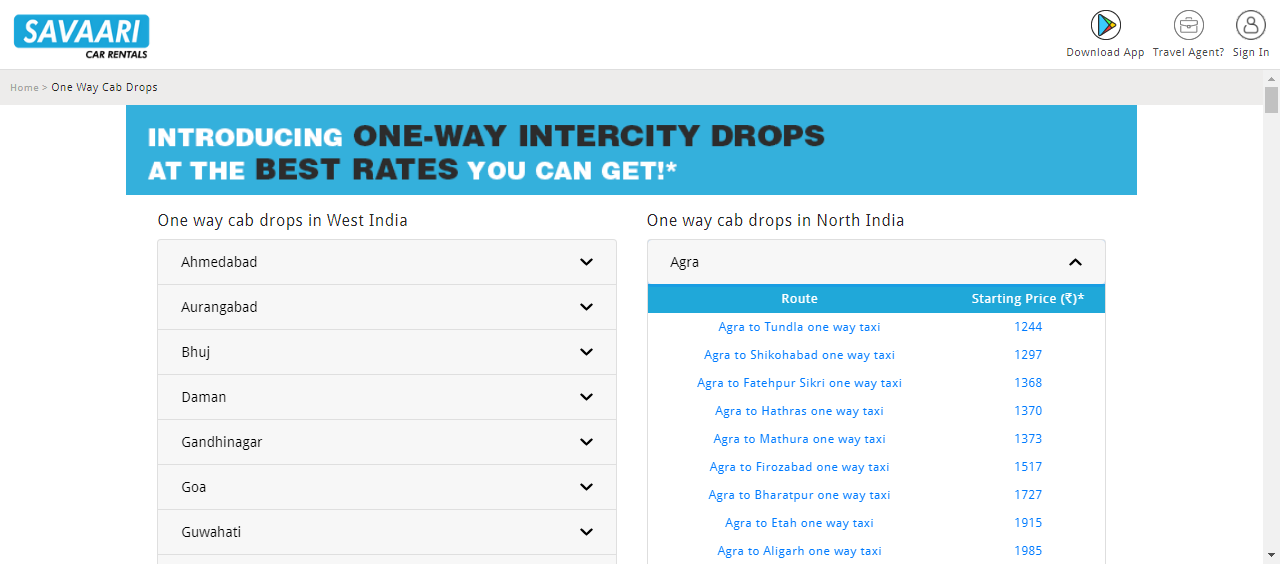 SAVAARI
CAR RENTALS
Download App
Travel Agent?
Sign In
Home > One Way Cab Drops
INTRODUCING ONE-WAY INTERCITY DROPS
AT THE BEST RATES YOU CAN GET!*
One way cab drops in West India
Ahmedabad
Aurangabad
Bhuj
Daman
Gandhinagar
Goa
Guwahati
One way cab drops in North India
Agra
Route Starting Price (₹)*
Agra to Tundla one way taxi 1244
Agra to Shikohabad one way taxi 1297
Agra to Fatehpur Sikri one way taxi 1368
Agra to Hathras one way taxi 1370
Agra to Mathura one way taxi 1373
Agra to Firozabad one way taxi 1517
Agra to Bharatpur one way taxi 1727
Agra to Etah one way taxi 1915
Agra to Aligarh one way taxi 1985